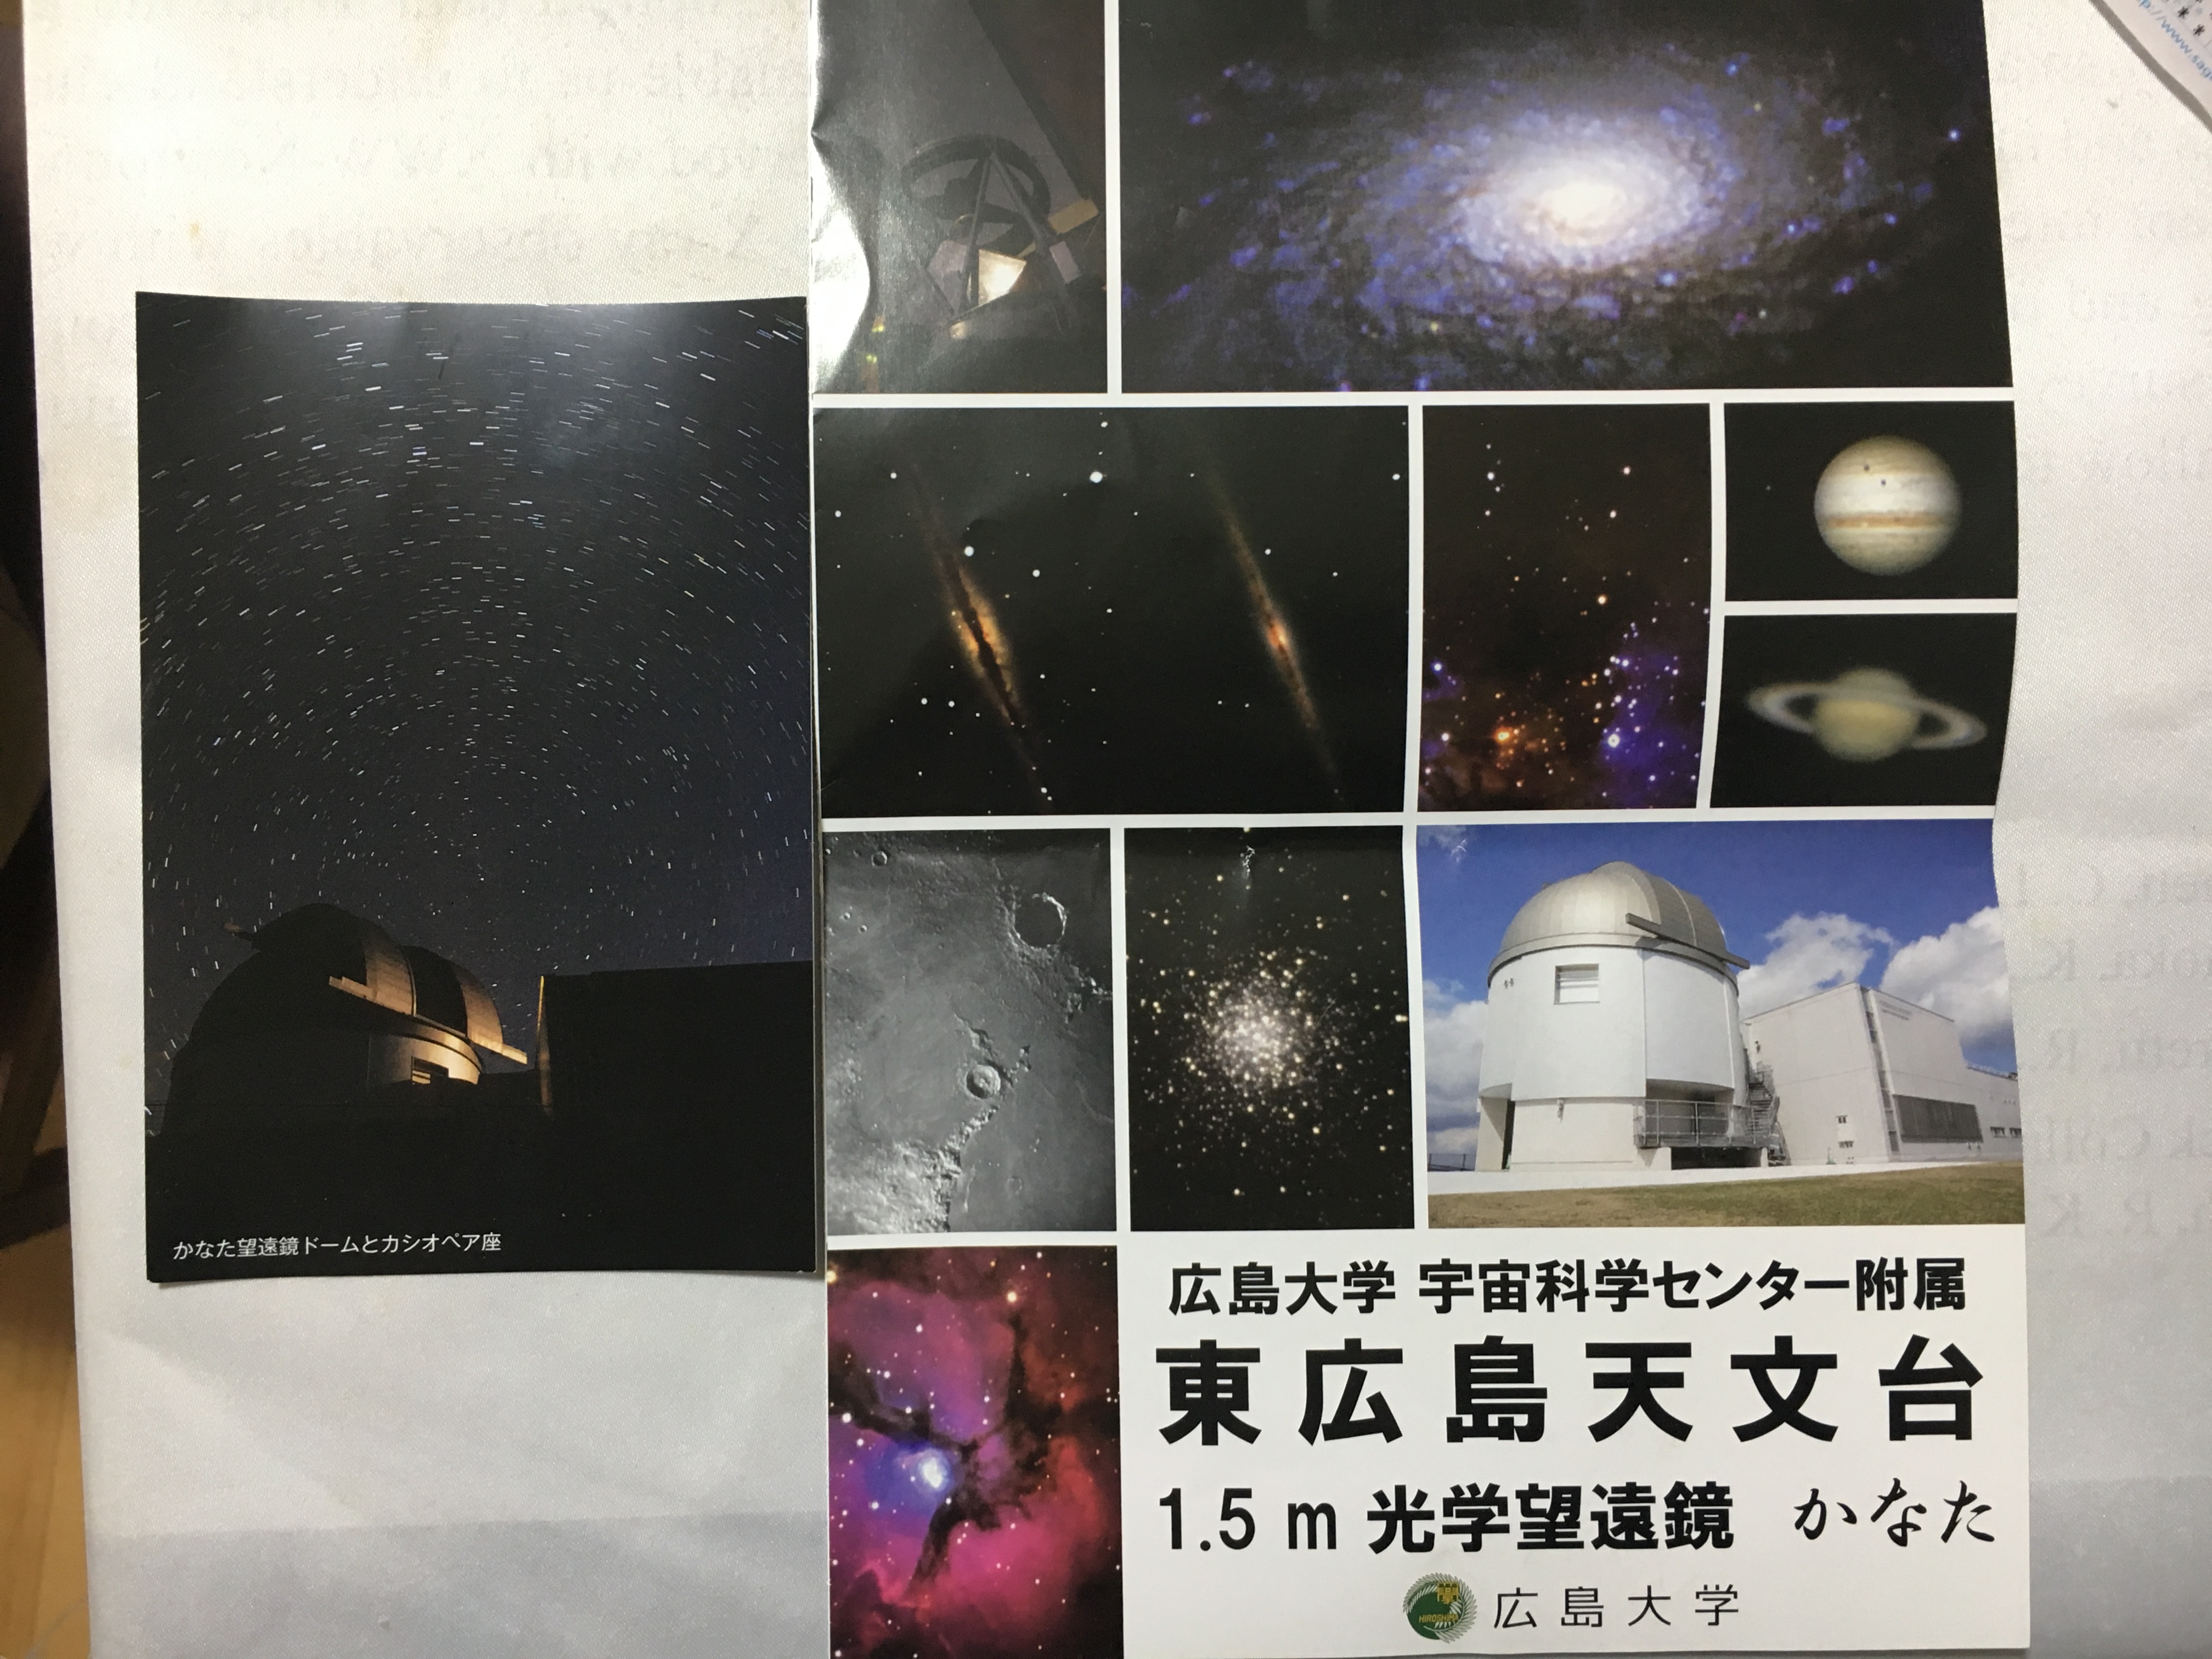 かなた望遠鏡ドームとカシオペア座
広島大学 宇宙科学センター附属
東広島天文台
1.5 m 光学望遠鏡 かなた
HIROSHIMA
広島大学